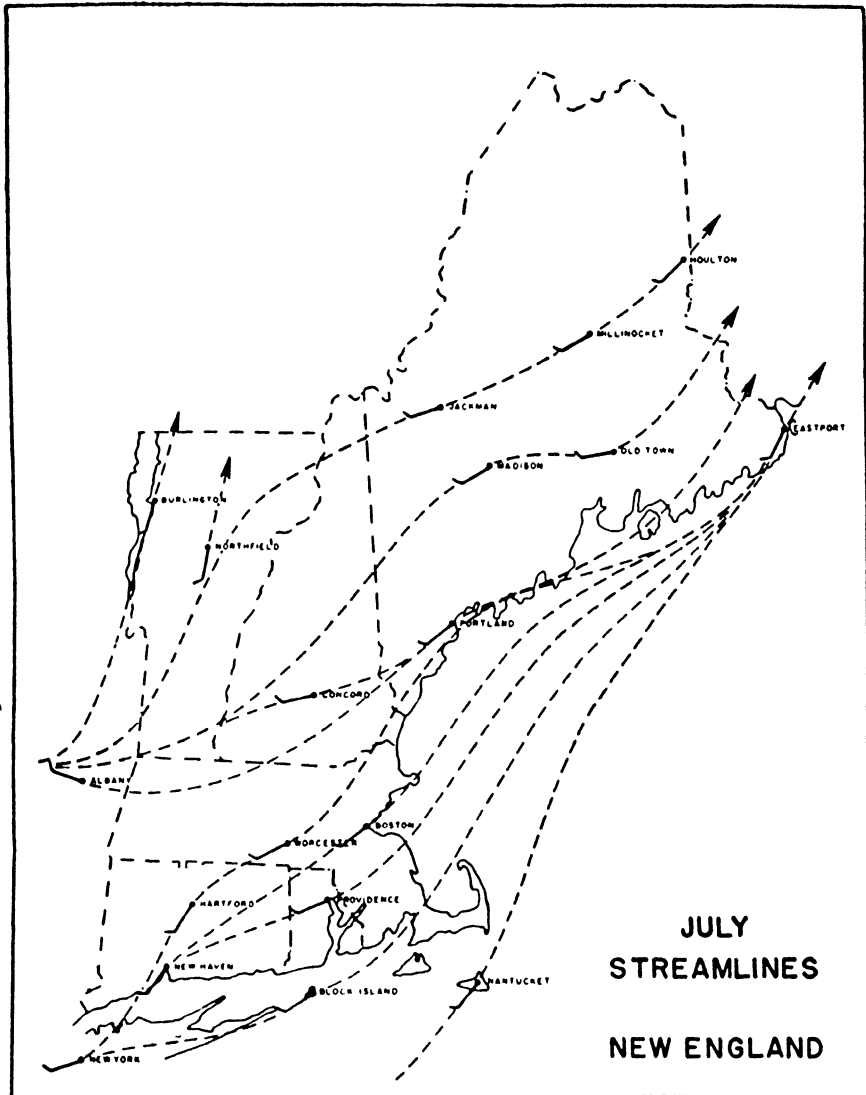 HOULTON
MILLINOCKET
JACKMAN
EASTPORT
OLD TOWN
MADISON
BURLINGTON
NORTHFIELD
PORTLAND
CONCORD
ALBANY
BOSTON
WORCESTER
HARTFORD
PROVIDENCE
NEW HAVEN
NANTUCKET
BLOCK ISLAND
NEW YORK
JULY
STREAMLINES
NEW ENGLAND